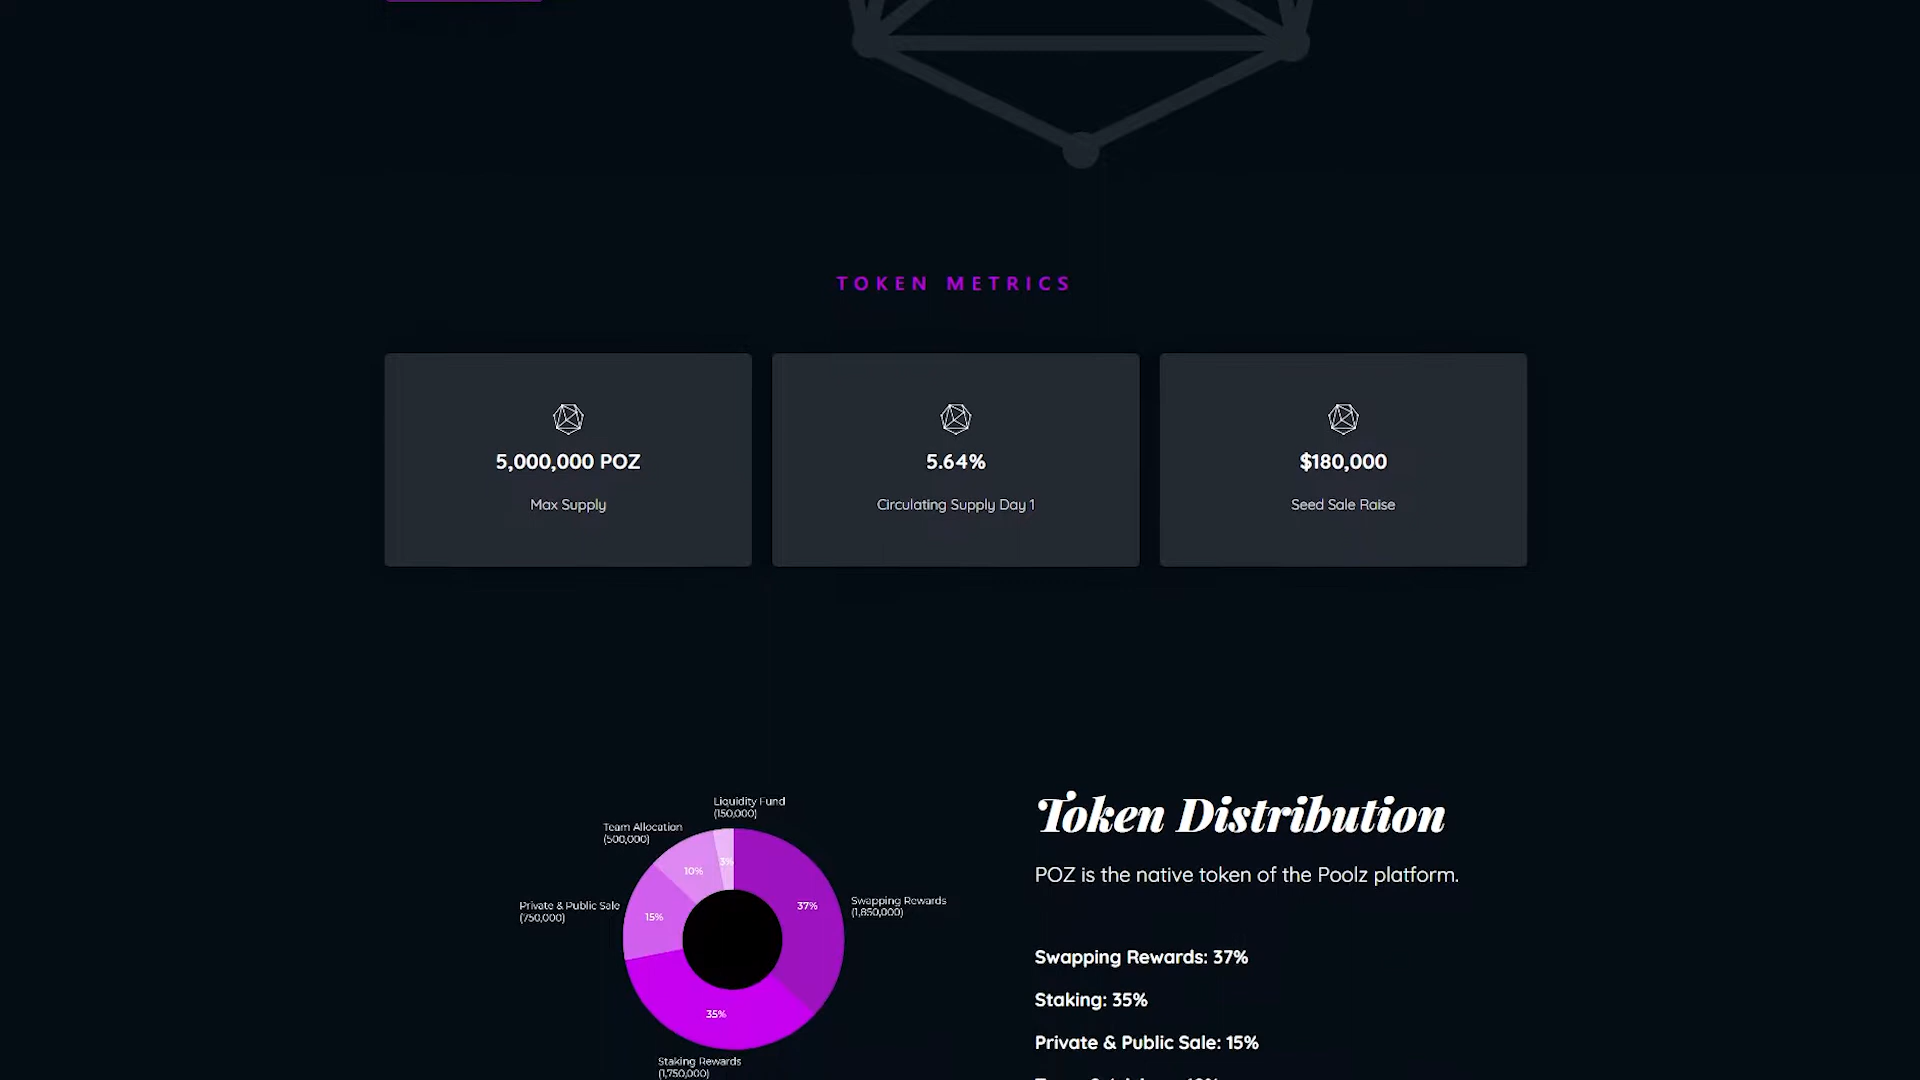 TOKEN METRICS
5,000,000 POZ
Max Supply
5.64%
Circulating Supply Day 1
$180,000
Seed Sale Raise
Liquidity Fund
(150,000)
Team Allocation
(500,000)
3%
10%
Private & Public Sale
(750,000)
15%
37%
Swapping Rewards
(1,850,000)
35%
Staking Rewards
(1,750,000)
Token Distribution
POZ is the native token of the Poolz platform.
Swapping Rewards: 37%
Staking: 35%
Private & Public Sale: 15%